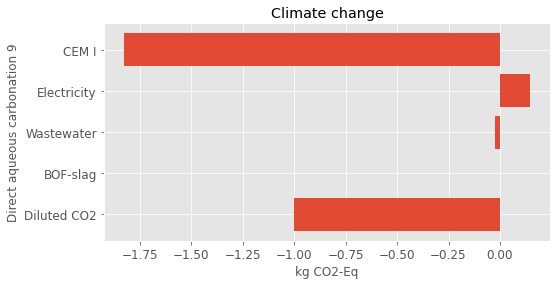 Climate change
Direct aqueous carbonation 9
CEM I
Electricity
Wastewater
BOF-slag
Diluted CO2
−1.75 −1.50 −1.25 −1.00 −0.75 −0.50 −0.25 0.00
kg CO2-Eq